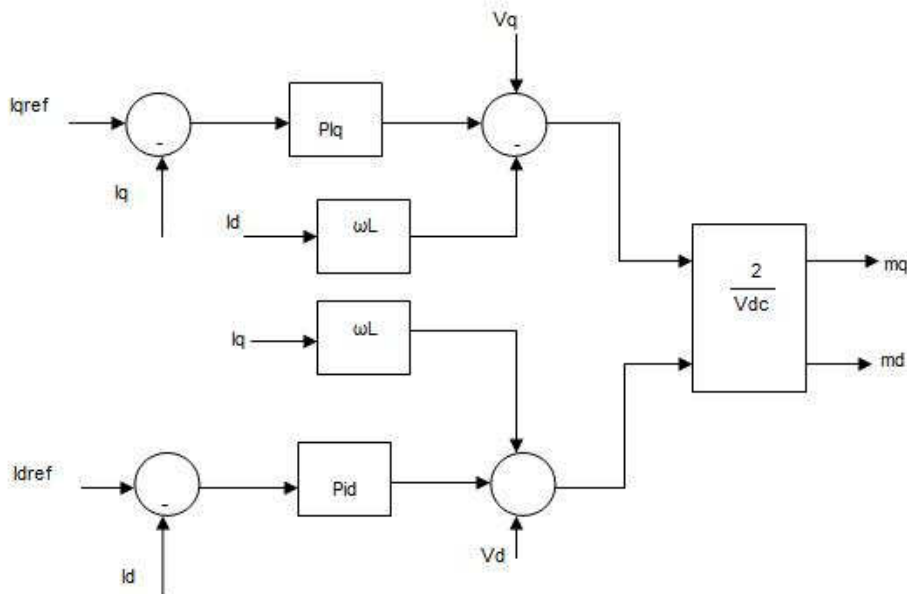 Vq
Iqref
PIq
-
-
Iq
Id
ωL
2
Vdc
mq
Iq
ωL
md
Idref
Pid
-
Id
Vd